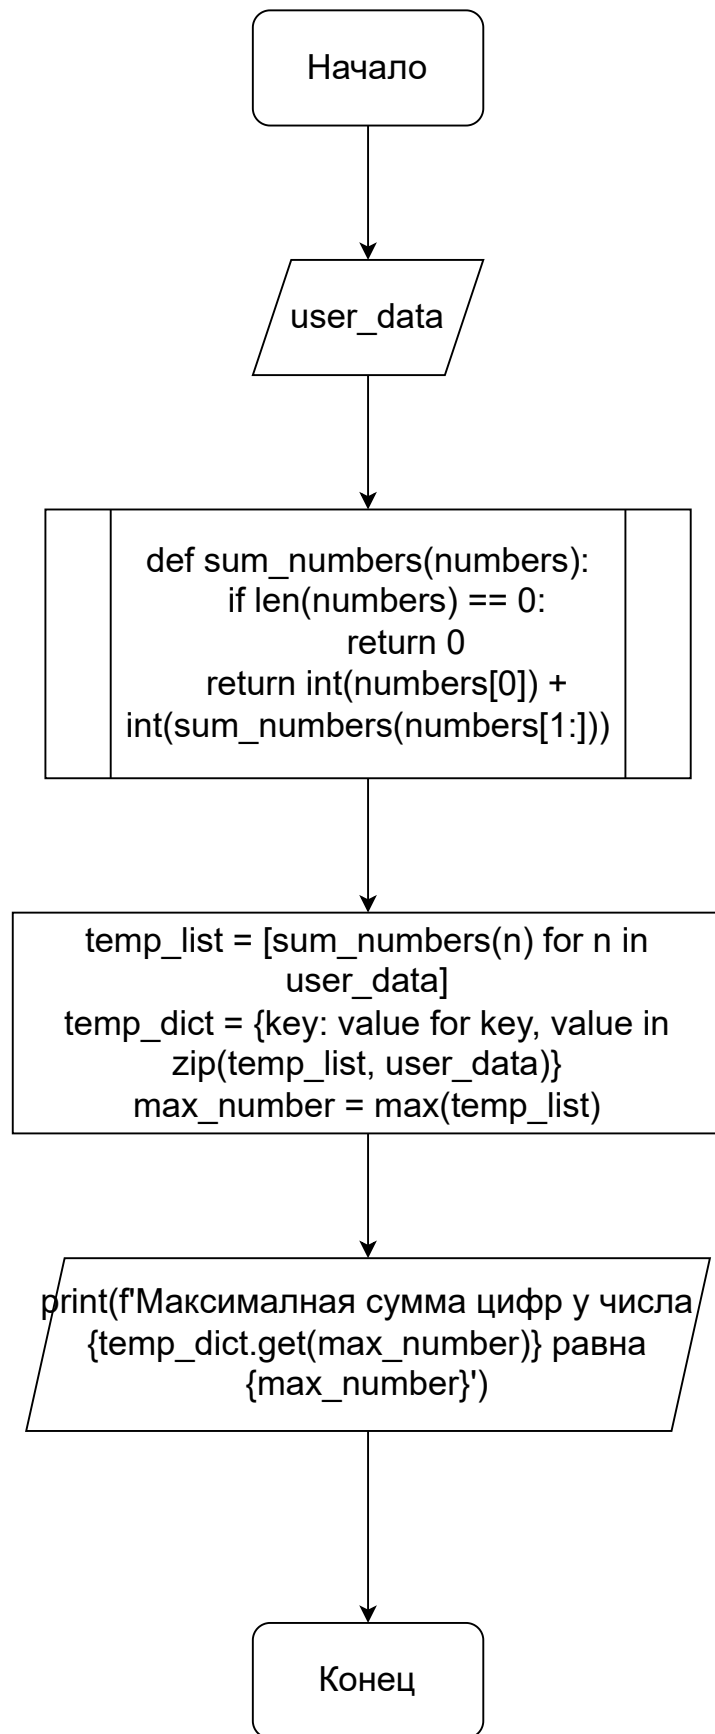 Начало
user_data
def sum_numbers(numbers):
if len(numbers) == 0:
return 0
return int(numbers[0]) +
int(sum_numbers(numbers[1:]))
temp_list = [sum_numbers(n) for n in
user_data]
temp_dict = {key: value for key, value in
zip(temp_list, user_data)}
max_number = max(temp_list)
print(f'Максималная сумма цифр у числа
{temp_dict.get(max_number)} равна
{max_number}')
Конец